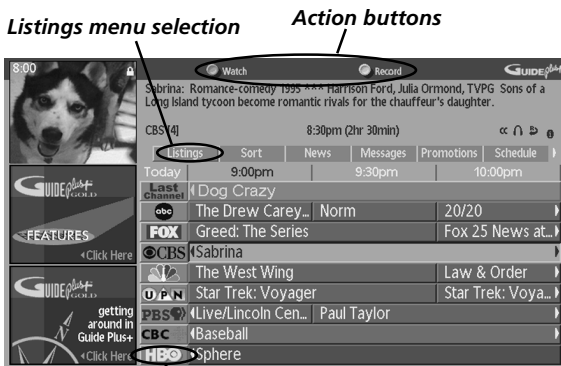 Listings menu selection
Action buttons
8:00
Watch
Record
GUIDE plus+
Sabrina: Romance-comedy 1995 *** Harrison Ford, Julia Ormond, TVPG Sons of a
Long Island tycoon become romantic rivals for the chauffeur's daughter.
CBS [4]
8:30pm (2hr 30min)
Listings
Sort
News
Messages
Promotions
Schedule
Today
9:00pm
9:30pm
10:00pm
Last
Channel
Dog Crazy
abc
The Drew Carey...
Norm
20/20
FOX
Greed: The Series
Fox 25 News at...
CBS
Sabrina
The West Wing
Law & Order
UPN
Star Trek: Voyager
Star Trek: Voya...
PBS
Live/Lincoln Cen...
Paul Taylor
CBC
Baseball
HBO
Sphere
GUIDE plus+
GOLD
FEATURES
Click Here
GUIDE plus+
GOLD
getting
around in
Guide Plus+
Click Here